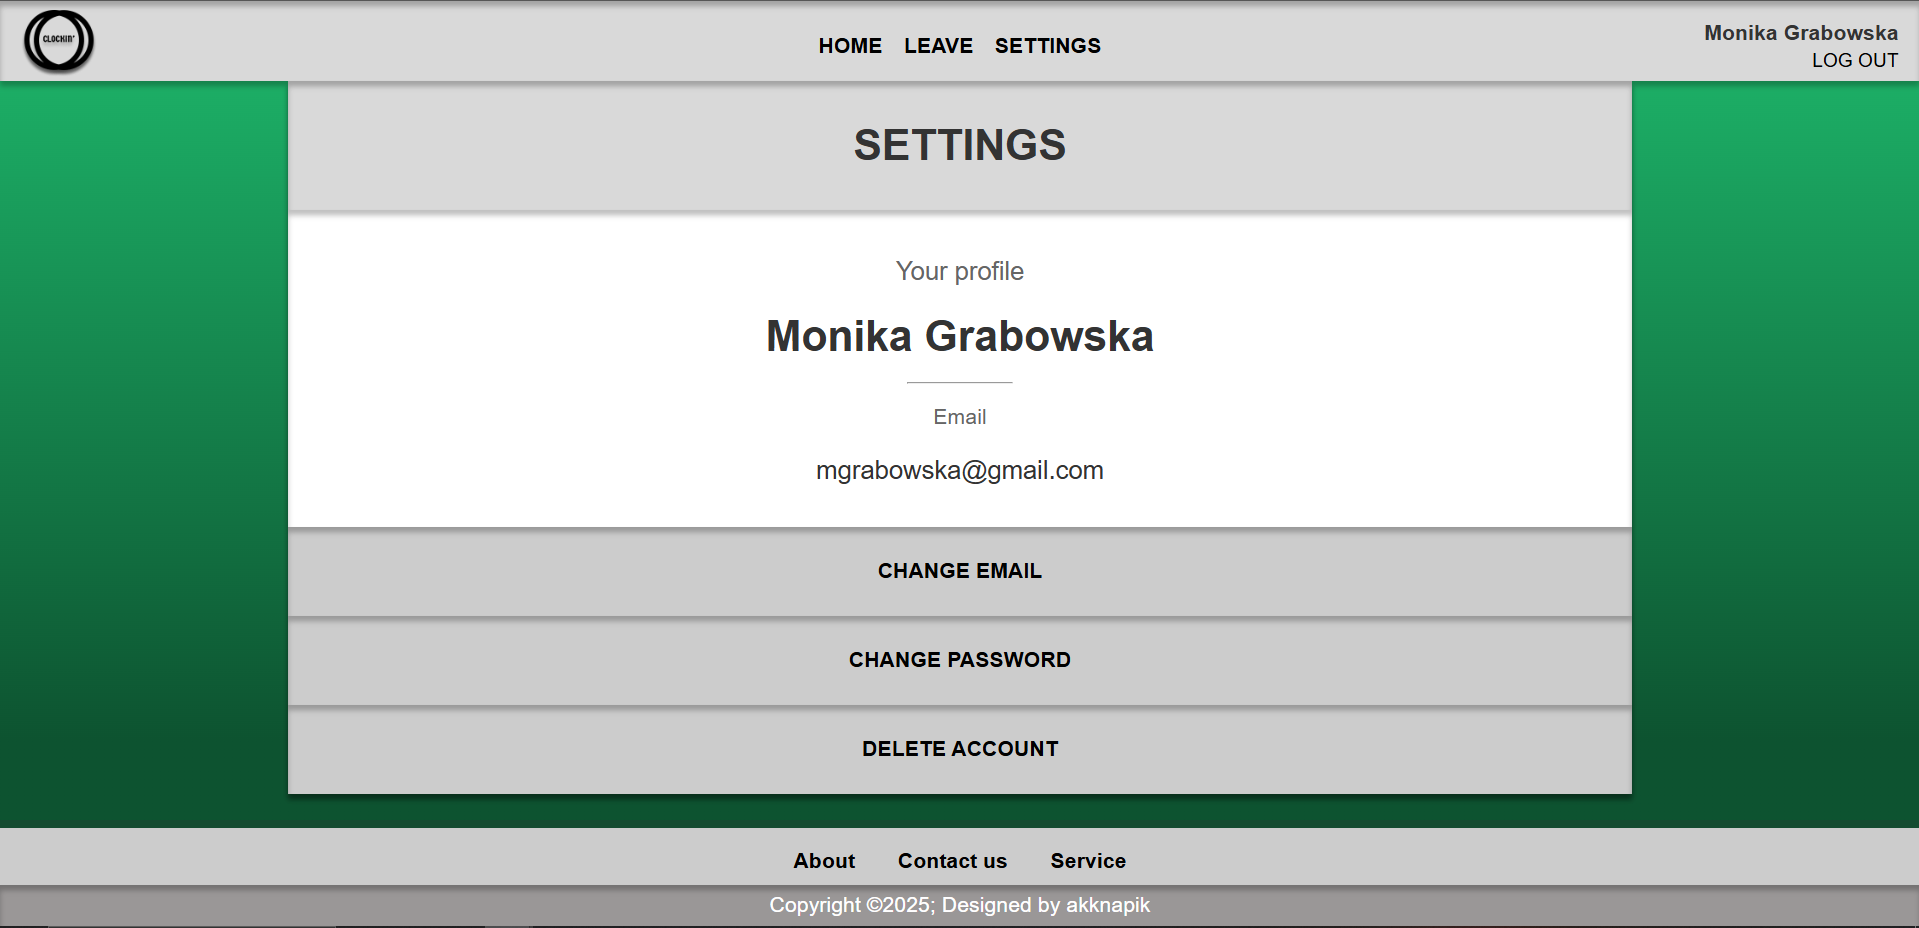 CLOCKIN'
HOME LEAVE SETTINGS
Monika Grabowska
LOG OUT
SETTINGS
Your profile
Monika Grabowska
Email
mgrabowska@gmail.com
CHANGE EMAIL
CHANGE PASSWORD
DELETE ACCOUNT
About Contact us Service
Copyright ©2025; Designed by akknapik